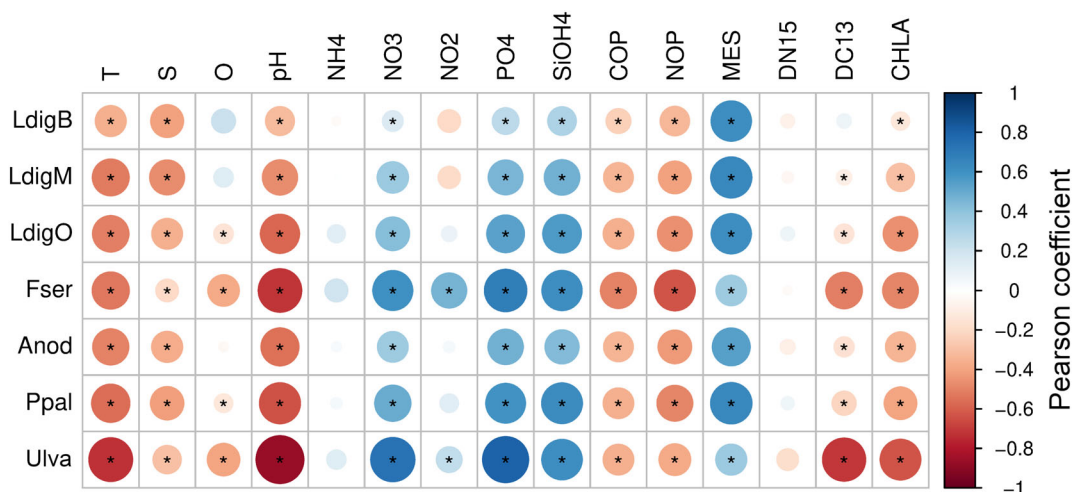 T S O pH NH4 NO3 NO2 PO4 SiOH4 COP NOP MES DN15 DC13 CHLA
LdigB * * * * * * * * * *
LdigM * * * * * * * * * *
LdigO * * * * * * * * * * *
Fser * * * * * * * * * * * * *
Anod * * * * * * * * * *
Ppal * * * * * * * * * * *
Ulva * * * * * * * * * * * * *
1
0.8
0.6
0.4
0.2
0
−0.2
−0.4
−0.6
−0.8
−1
Pearson coefficient